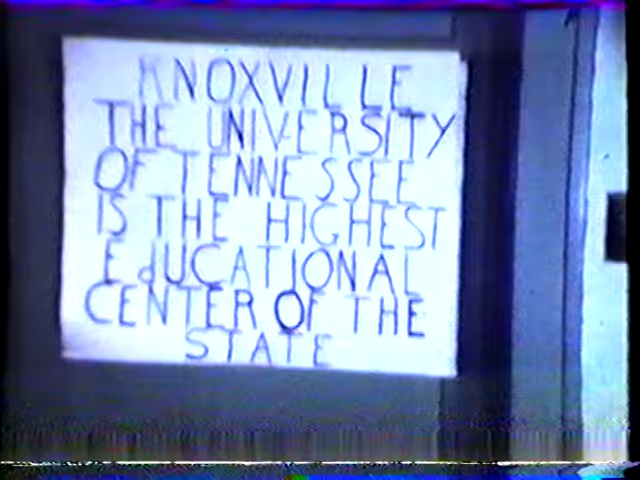 KNOXVILLE
THE UNIVERSITY
OF TENNESSEE
IS THE HIGHEST
EdUCATIONAL
CENTER OF THE
STATE